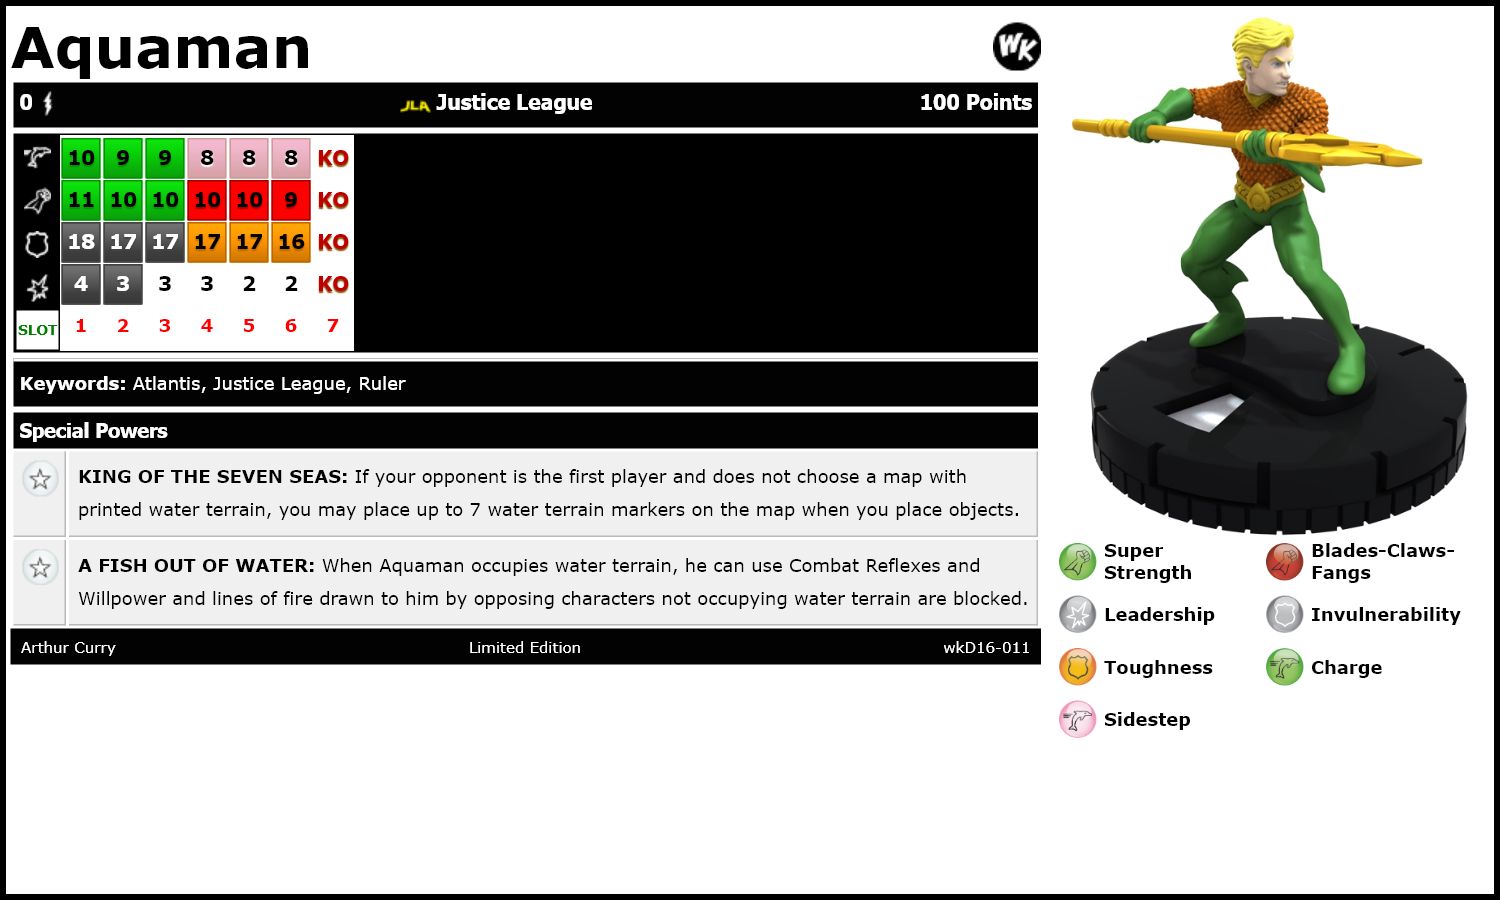 Aquaman
WK
0 JLA Justice League 100 Points
10 9 9 8 8 8 KO
11 10 10 10 10 9 KO
18 17 17 17 17 16 KO
4 3 3 3 2 2 KO
SLOT 1 2 3 4 5 6 7
Keywords: Atlantis, Justice League, Ruler
Special Powers
KING OF THE SEVEN SEAS: If your opponent is the first player and does not choose a map with
printed water terrain, you may place up to 7 water terrain markers on the map when you place objects.
A FISH OUT OF WATER: When Aquaman occupies water terrain, he can use Combat Reflexes and
Willpower and lines of fire drawn to him by opposing characters not occupying water terrain are blocked.
Arthur Curry Limited Edition wkD16-011
Super
Strength
Blades-Claws-
Fangs
Leadership
Invulnerability
Toughness
Charge
Sidestep